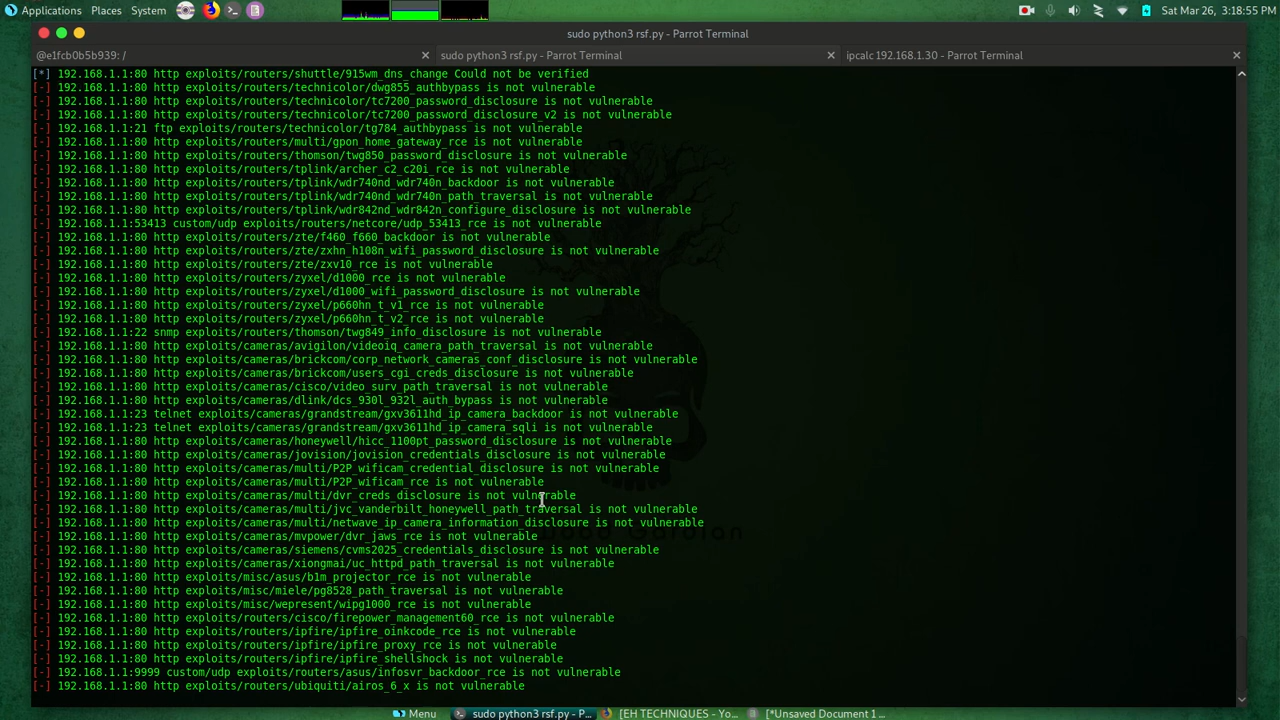 Applications Places System Sat Mar 26, 3:18:55 PM
sudo python3 rsf.py - Parrot Terminal
@e1fcb0b5b939: / × sudo python3 rsf.py - Parrot Terminal × ipcalc 192.168.1.30 - Parrot Terminal ×
[*] 192.168.1.1:80 http exploits/routers/shuttle/915wm_dns_change Could not be verified
[-] 192.168.1.1:80 http exploits/routers/technicolor/dwg855_authbypass is not vulnerable
[-] 192.168.1.1:80 http exploits/routers/technicolor/tc7200_password_disclosure is not vulnerable
[-] 192.168.1.1:80 http exploits/routers/technicolor/tc7200_password_disclosure_v2 is not vulnerable
[-] 192.168.1.1:21 ftp exploits/routers/technicolor/tg784_authbypass is not vulnerable
[-] 192.168.1.1:80 http exploits/routers/multi/gpon_home_gateway_rce is not vulnerable
[-] 192.168.1.1:80 http exploits/routers/thomson/twg850_password_disclosure is not vulnerable
[-] 192.168.1.1:80 http exploits/routers/tplink/archer_c2_c20i_rce is not vulnerable
[-] 192.168.1.1:80 http exploits/routers/tplink/wdr740nd_wdr740n_backdoor is not vulnerable
[-] 192.168.1.1:80 http exploits/routers/tplink/wdr740nd_wdr740n_path_traversal is not vulnerable
[-] 192.168.1.1:80 http exploits/routers/tplink/wdr842nd_wdr842n_configure_disclosure is not vulnerable
[-] 192.168.1.1:53413 custom/udp exploits/routers/netcore/udp_53413_rce is not vulnerable
[-] 192.168.1.1:80 http exploits/routers/zte/f460_f660_backdoor is not vulnerable
[-] 192.168.1.1:80 http exploits/routers/zte/zxhn_h108n_wifi_password_disclosure is not vulnerable
[-] 192.168.1.1:80 http exploits/routers/zte/zxv10_rce is not vulnerable
[-] 192.168.1.1:80 http exploits/routers/zyxel/d1000_rce is not vulnerable
[-] 192.168.1.1:80 http exploits/routers/zyxel/d1000_wifi_password_disclosure is not vulnerable
[-] 192.168.1.1:80 http exploits/routers/zyxel/p660hn_t_v1_rce is not vulnerable
[-] 192.168.1.1:80 http exploits/routers/zyxel/p660hn_t_v2_rce is not vulnerable
[-] 192.168.1.1:22 snmp exploits/routers/thomson/twg849_info_disclosure is not vulnerable
[-] 192.168.1.1:80 http exploits/cameras/avigilon/videoiq_camera_path_traversal is not vulnerable
[-] 192.168.1.1:80 http exploits/cameras/brickcom/corp_network_cameras_conf_disclosure is not vulnerable
[-] 192.168.1.1:80 http exploits/cameras/brickcom/users_cgi_creds_disclosure is not vulnerable
[-] 192.168.1.1:80 http exploits/cameras/cisco/video_surv_path_traversal is not vulnerable
[-] 192.168.1.1:80 http exploits/cameras/dlink/dcs_930l_932l_auth_bypass is not vulnerable
[-] 192.168.1.1:23 telnet exploits/cameras/grandstream/gxv3611hd_ip_camera_backdoor is not vulnerable
[-] 192.168.1.1:23 telnet exploits/cameras/grandstream/gxv3611hd_ip_camera_sqli is not vulnerable
[-] 192.168.1.1:80 http exploits/cameras/honeywell/hicc_1100pt_password_disclosure is not vulnerable
[-] 192.168.1.1:80 http exploits/cameras/jovision/jovision_credentials_disclosure is not vulnerable
[-] 192.168.1.1:80 http exploits/cameras/multi/P2P_wificam_credential_disclosure is not vulnerable
[-] 192.168.1.1:80 http exploits/cameras/multi/P2P_wificam_rce is not vulnerable
[-] 192.168.1.1:80 http exploits/cameras/multi/dvr_creds_disclosure is not vulnerable
[-] 192.168.1.1:80 http exploits/cameras/multi/jvc_vanderbilt_honeywell_path_traversal is not vulnerable
[-] 192.168.1.1:80 http exploits/cameras/multi/netwave_ip_camera_information_disclosure is not vulnerable
[-] 192.168.1.1:80 http exploits/cameras/mvpower/dvr_jaws_rce is not vulnerable
[-] 192.168.1.1:80 http exploits/cameras/siemens/cvms2025_credentials_disclosure is not vulnerable
[-] 192.168.1.1:80 http exploits/cameras/xiongmai/uc_httpd_path_traversal is not vulnerable
[-] 192.168.1.1:80 http exploits/misc/asus/b1m_projector_rce is not vulnerable
[-] 192.168.1.1:80 http exploits/misc/miele/pg8528_path_traversal is not vulnerable
[-] 192.168.1.1:80 http exploits/misc/wepresent/wipg1000_rce is not vulnerable
[-] 192.168.1.1:80 http exploits/routers/cisco/firepower_management60_rce is not vulnerable
[-] 192.168.1.1:80 http exploits/routers/ipfire/ipfire_oinkcode_rce is not vulnerable
[-] 192.168.1.1:80 http exploits/routers/ipfire/ipfire_proxy_rce is not vulnerable
[-] 192.168.1.1:80 http exploits/routers/ipfire/ipfire_shellshock is not vulnerable
[-] 192.168.1.1:9999 custom/udp exploits/routers/asus/infosvr_backdoor_rce is not vulnerable
[-] 192.168.1.1:80 http exploits/routers/ubiquiti/airos_6_x is not vulnerable
Menu sudo python3 rsf.py - P... [EH TECHNIQUES - Yo... [*Unsaved Document 1 ...